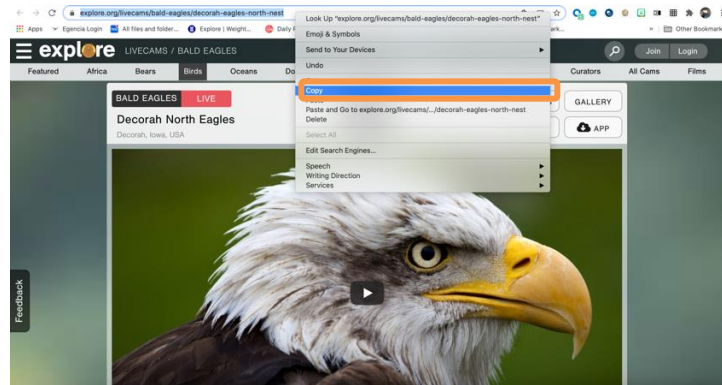 explore.org/livecams/bald-eagles/decorah-eagles-north-nest
Look Up "explore.org/livecams/bald-eagles/decorah-eagles-north-nest"
Emoji & Symbols
Send to Your Devices
Undo
Copy
Paste and Go to explore.org/livecams/.../decorah-eagles-north-nest
Delete
Select All
Edit Search Engines...
Speech
Writing Direction
Services
Apps Egencia Login All files and folder... Explore | Weight... Daily
Other Bookmark
explore LIVECAMS / BALD EAGLES
Join Login
Featured Africa Bears Birds Oceans
Curators All Cams Films
BALD EAGLES LIVE
GALLERY
Decorah North Eagles
Decorah, Iowa, USA
APP
Feedback